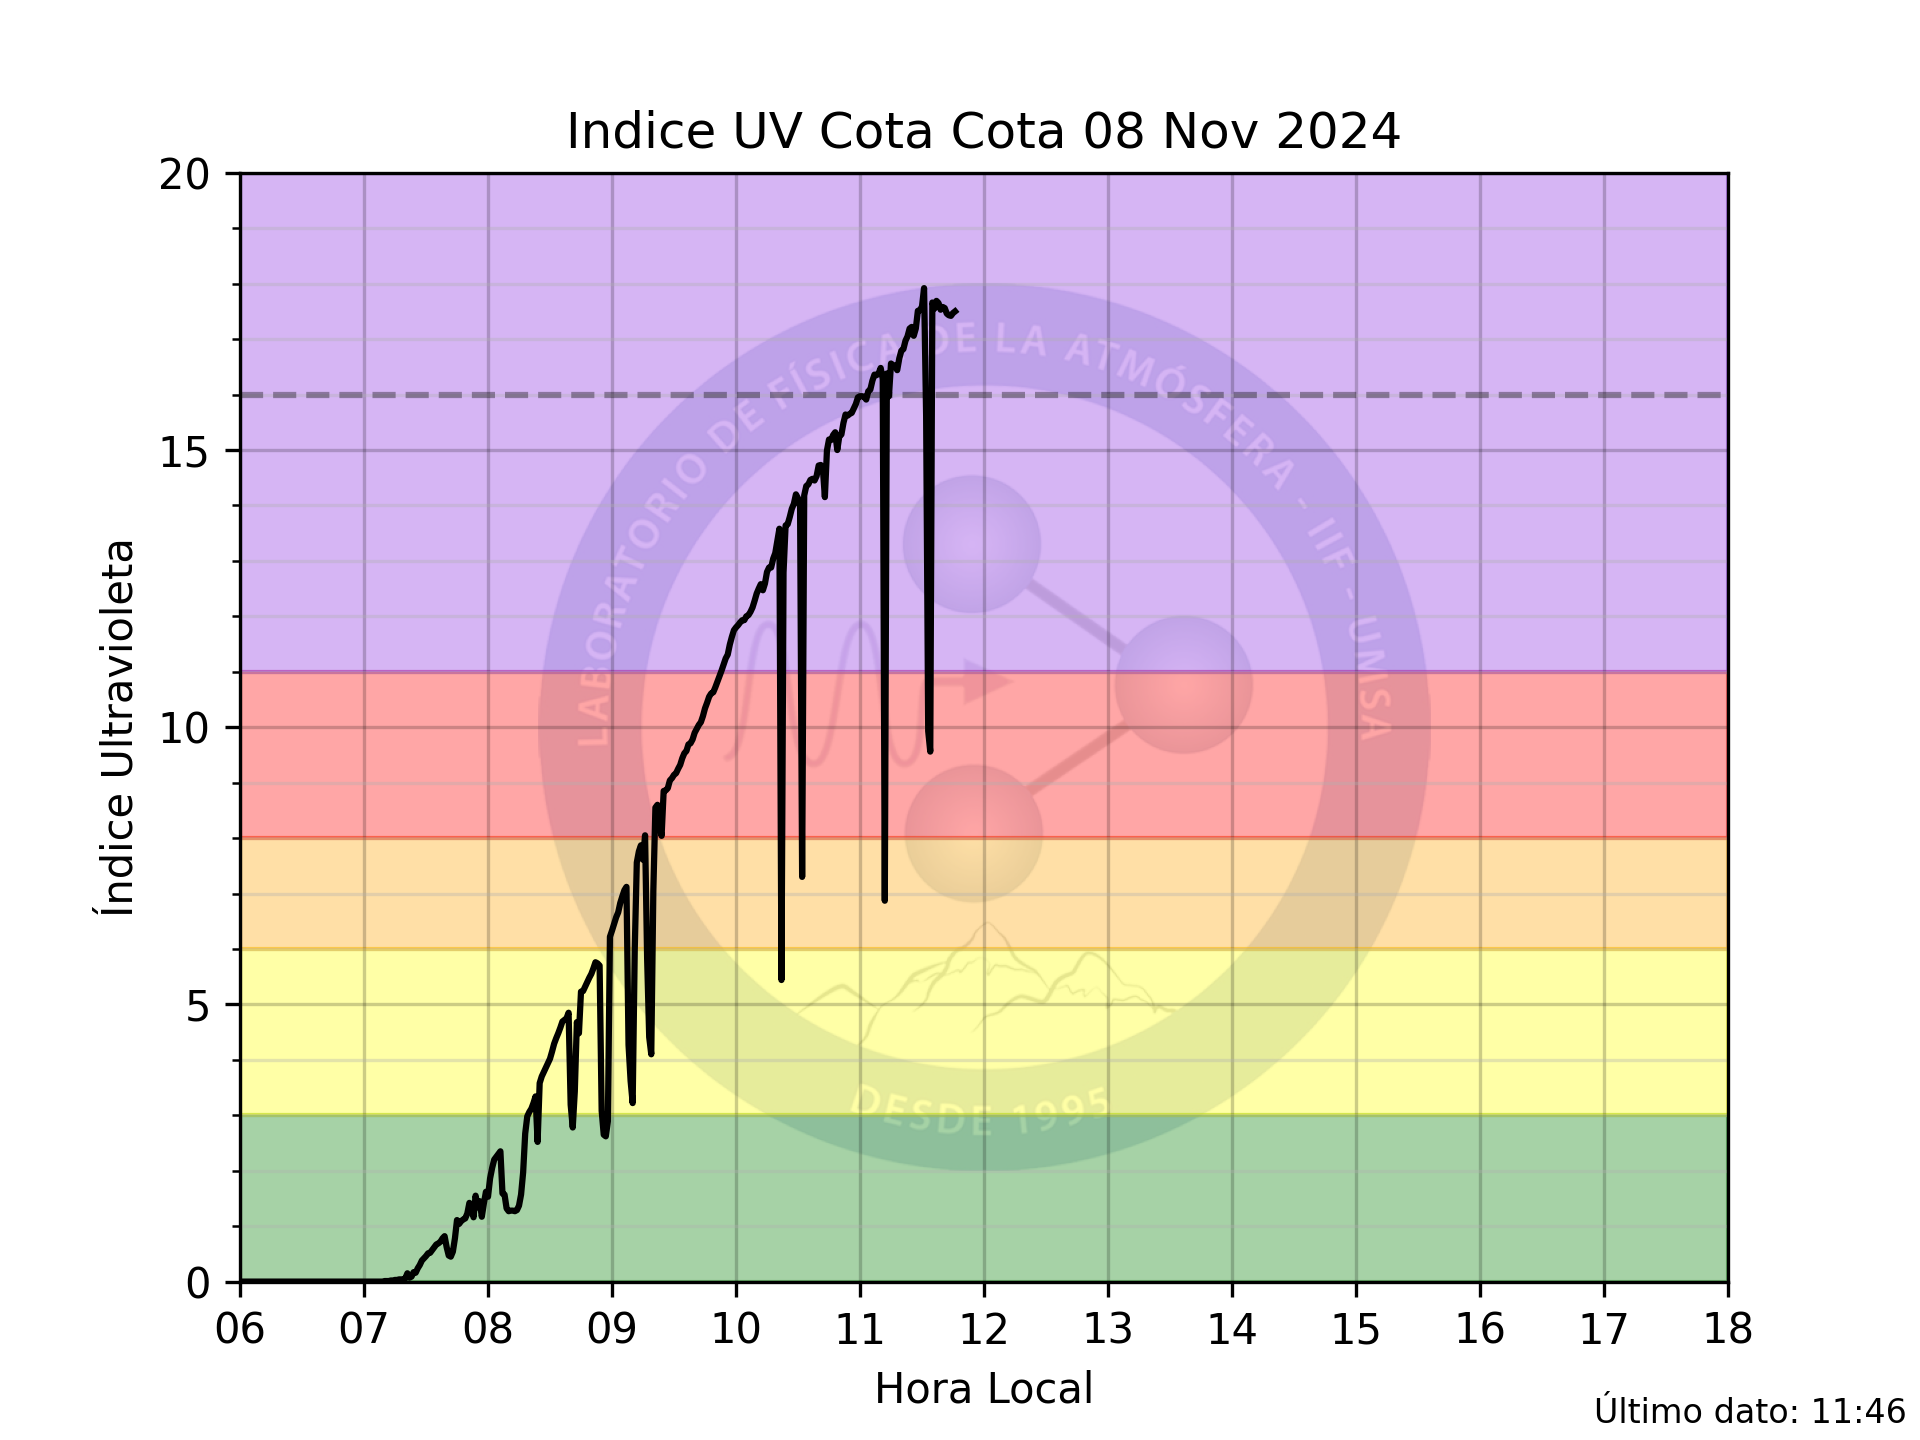 Indice UV Cota Cota 08 Nov 2024
20
15
10
5
0
Índice Ultravioleta
LABORATORIO DE FÍSICA DE LA ATMÓSFERA - IIF - UMSA
DESDE 1995
06 07 08 09 10 11 12 13 14 15 16 17 18
Hora Local
Último dato: 11:46